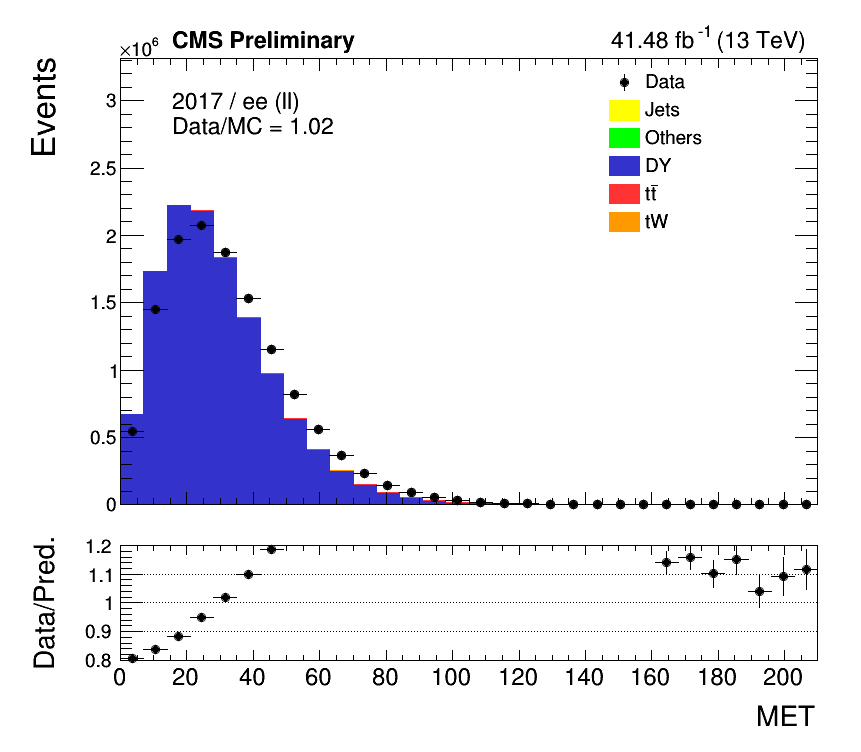 ×10⁶ CMS Preliminary 41.48 fb⁻¹ (13 TeV)
Events
2017 / ee (ll)
Data/MC = 1.02
Data
Jets
Others
DY
tt̄
tW
3
2.5
2
1.5
1
0.5
0
Data/Pred.
1.2
1.1
1
0.9
0.8
0 20 40 60 80 100 120 140 160 180 200
MET